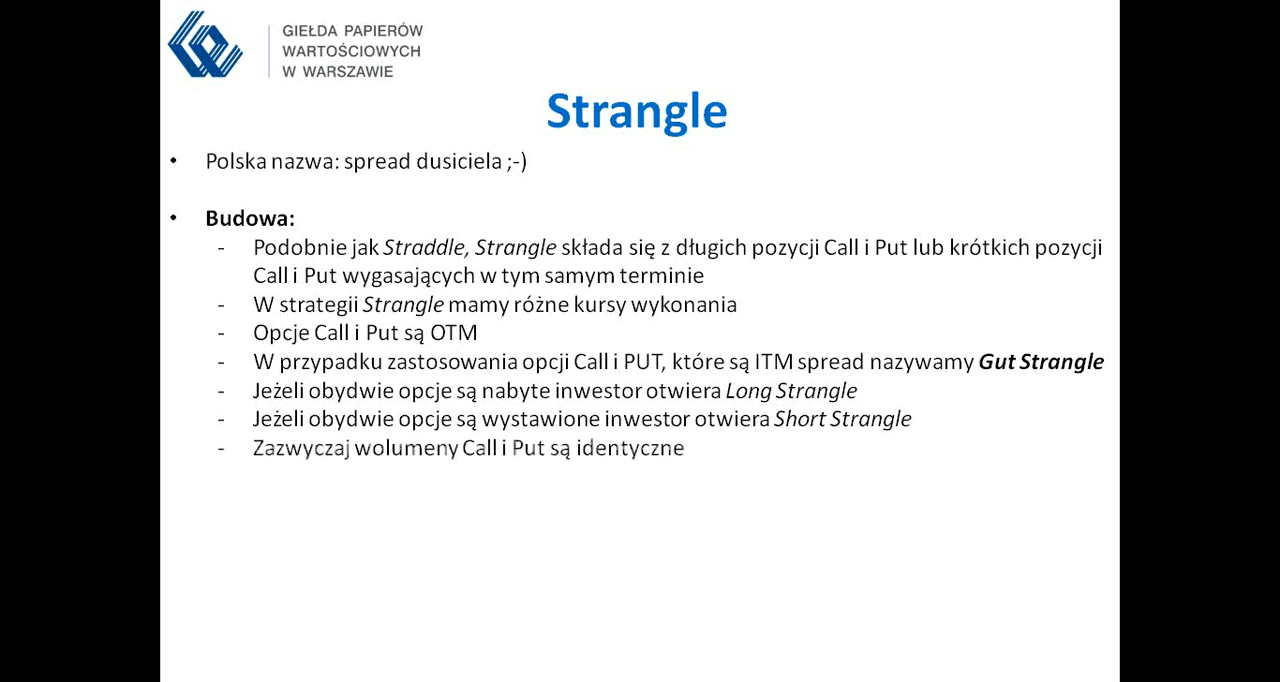 GIEŁDA PAPIERÓW
WARTOŚCIOWYCH
W WARSZAWIE
Strangle
• Polska nazwa: spread dusiciela ;-)
• Budowa:
- Podobnie jak Straddle, Strangle składa się z długich pozycji Call i Put lub krótkich pozycji
Call i Put wygasających w tym samym terminie
- W strategii Strangle mamy różne kursy wykonania
- Opcje Call i Put są OTM
- W przypadku zastosowania opcji Call i PUT, które są ITM spread nazywamy Gut Strangle
- Jeżeli obydwie opcje są nabyte inwestor otwiera Long Strangle
- Jeżeli obydwie opcje są wystawione inwestor otwiera Short Strangle
- Zazwyczaj wolumeny Call i Put są identyczne